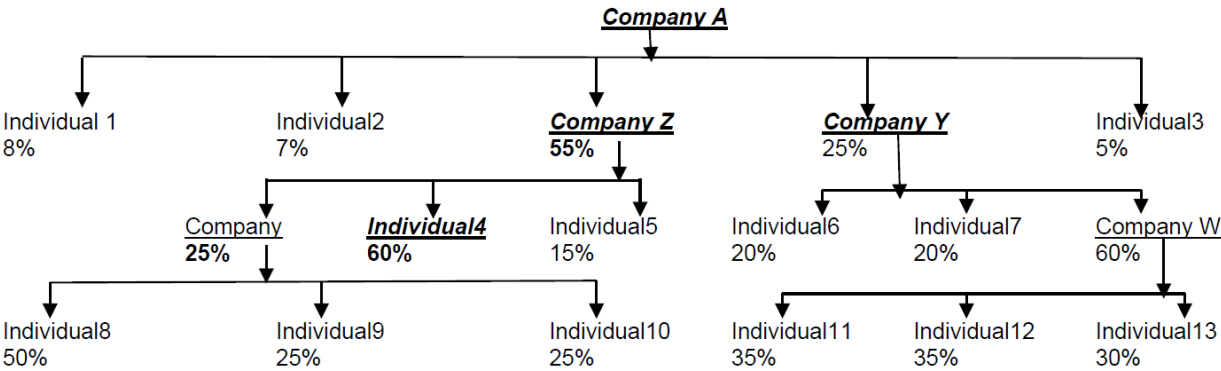 Company A
Individual 1 Individual2 Company Z Company Y Individual3
8% 7% 55% 25% 5%
Company Individual4 Individual5 Individual6 Individual7 Company W
25% 60% 15% 20% 20% 60%
Individual8 Individual9 Individual10 Individual11 Individual12 Individual13
50% 25% 25% 35% 35% 30%